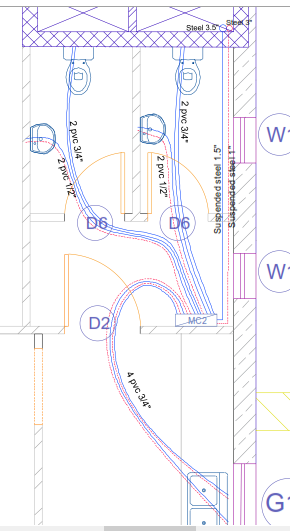 Steel 3"
Steel 3.5"
2 pvc 3/4"
2 pvc 3/4"
W1
2 pvc 1/2"
2 pvc 1/2"
Suspended steel 1.5"
Suspended steel 1"
D6
D6
W1
MC2
D2
4 pvc 3/4"
G1